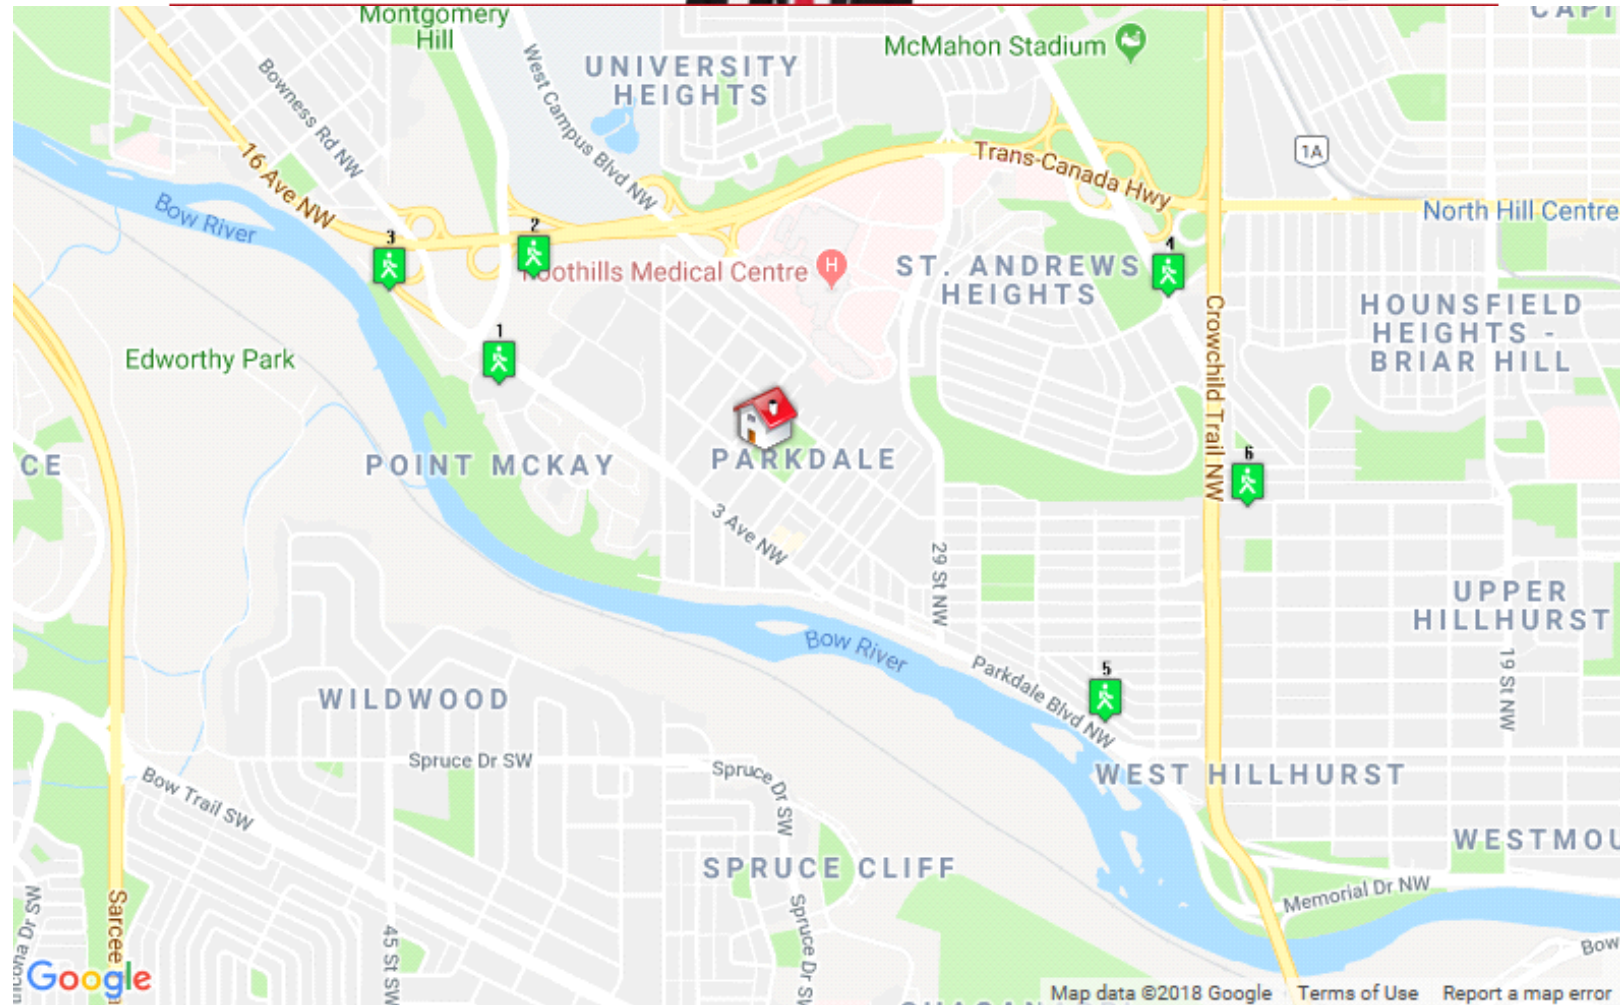 Montgomery
Hill
McMahon Stadium
UNIVERSITY
HEIGHTS
Bowness Rd NW
West Campus Blvd NW
16 Ave NW
Trans-Canada Hwy
1A
North Hill Centre
Bow River
3
2
4
Foothills Medical Centre
H
ST. ANDREWS
HEIGHTS
Crowchild Trail NW
HOUNSFIELD
HEIGHTS -
BRIAR HILL
1
Edworthy Park
CE
POINT MCKAY
PARKDALE
6
3 Ave NW
29 St NW
UPPER
HILLHURST
Bow River
Parkdale Blvd NW
5
19 St NW
WILDWOOD
Spruce Dr SW
Spruce Dr SW
WEST HILLHURST
Bow Trail SW
WESTMOU
SPRUCE CLIFF
Memorial Dr NW
Sarcee
45 St SW
Spruce Dr S
Bow
Google
Map data ©2018 Google
Terms of Use
Report a map error